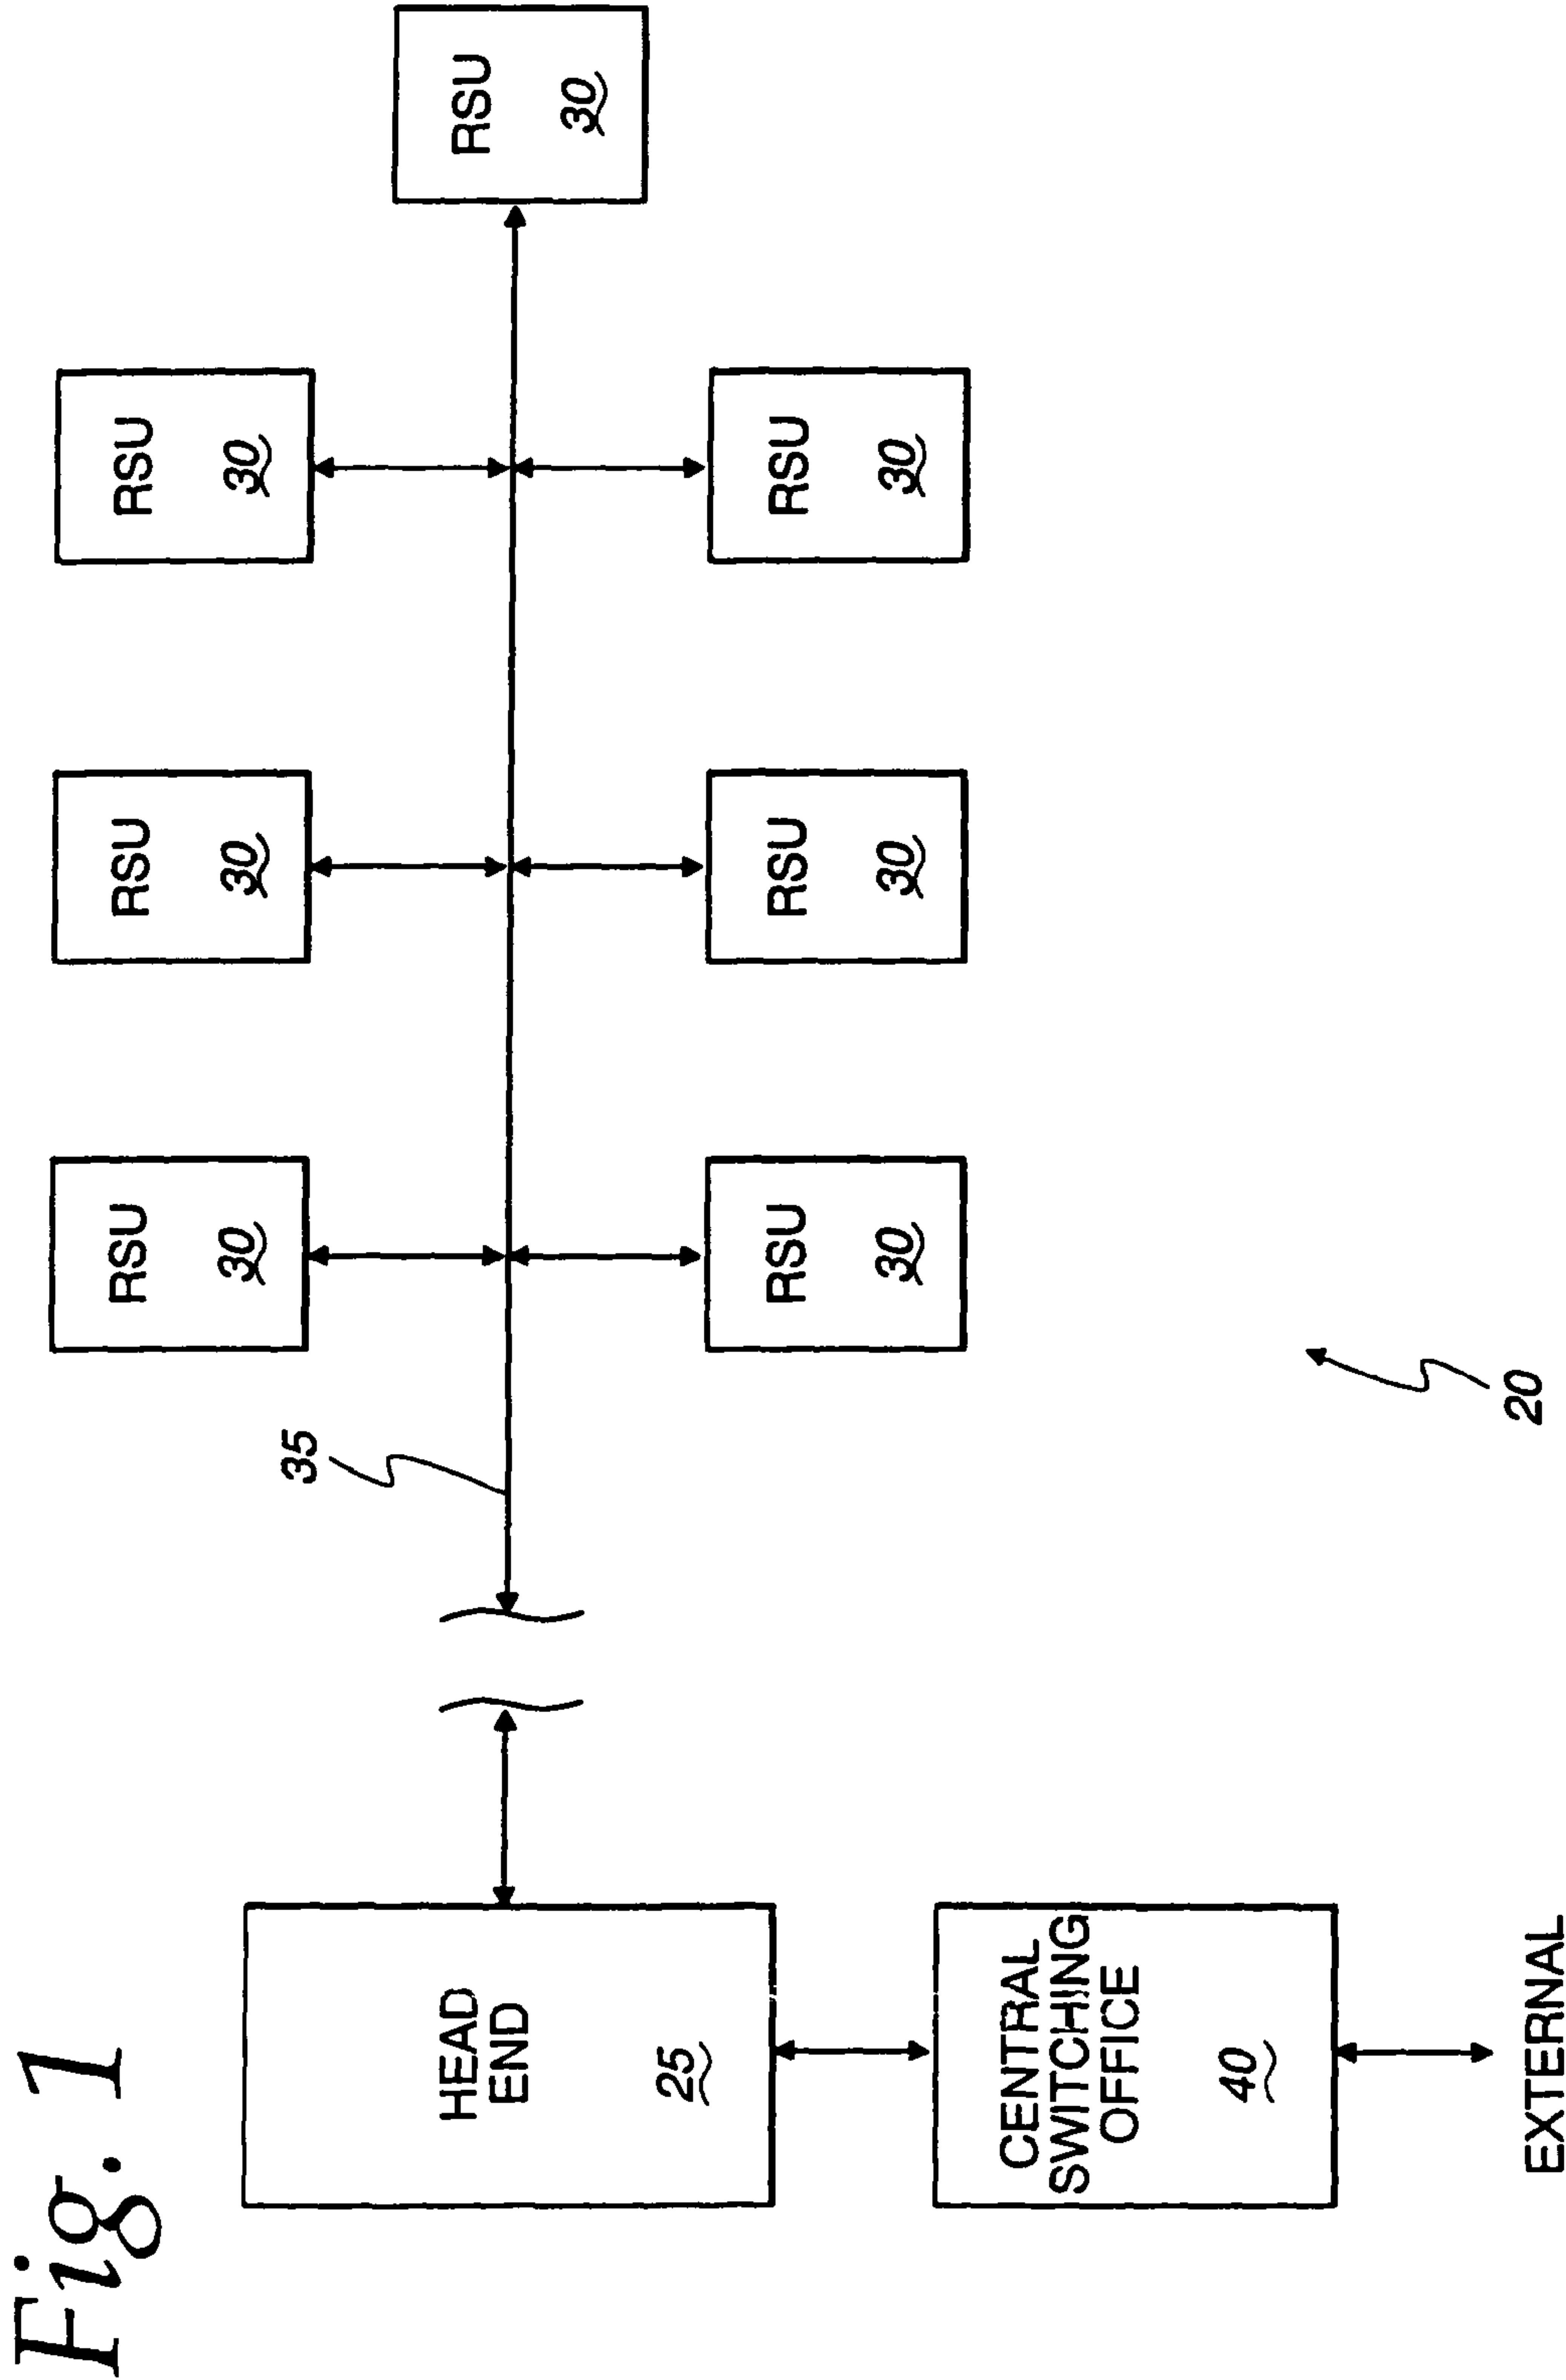 Fig. 1
RSU
30
RSU
30
RSU
30
RSU
30
35
HEAD
END
25
RSU
30
RSU
30
RSU
30
CENTRAL
SWITCHING
OFFICE
40
20
EXTERNAL